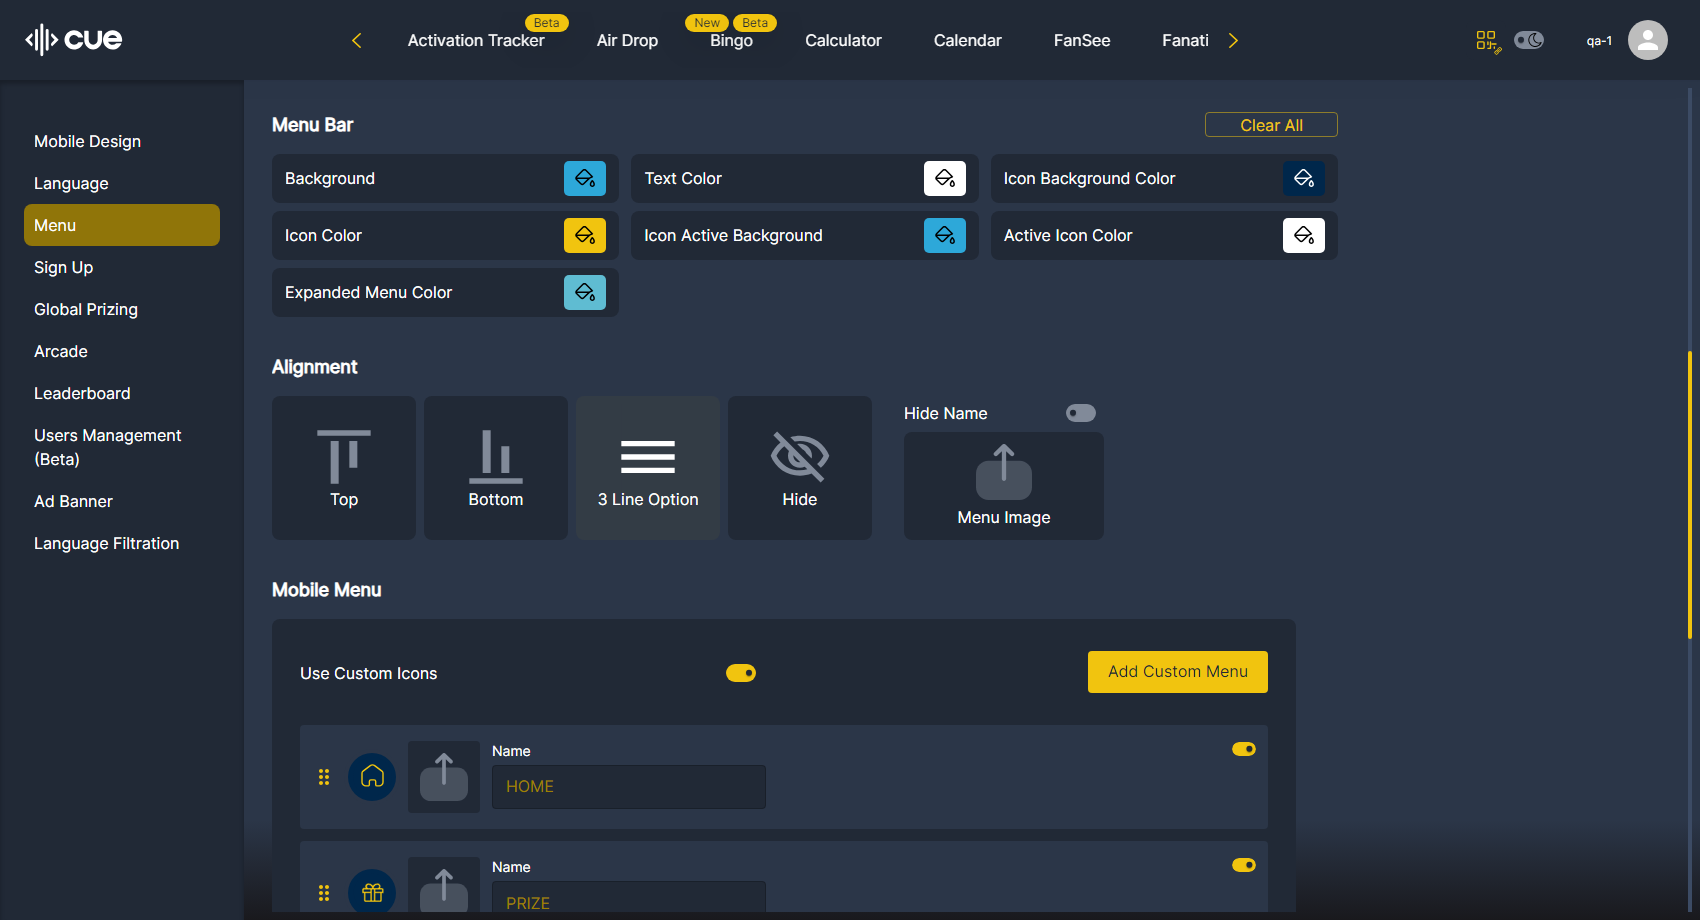 cue
Activation Tracker
Beta
Air Drop
New
Beta
Bingo
Calculator
Calendar
FanSee
Fanati
qa-1
Mobile Design
Language
Menu
Sign Up
Global Prizing
Arcade
Leaderboard
Users Management
(Beta)
Ad Banner
Language Filtration
Menu Bar
Clear All
Background
Text Color
Icon Background Color
Icon Color
Icon Active Background
Active Icon Color
Expanded Menu Color
Alignment
Top
Bottom
3 Line Option
Hide
Hide Name
Menu Image
Mobile Menu
Use Custom Icons
Add Custom Menu
Name
HOME
Name
PRIZE